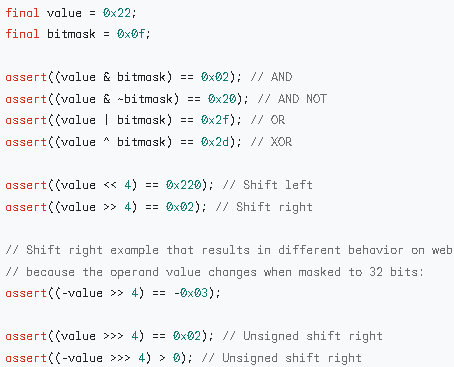 final value = 0x22;
final bitmask = 0x0f;
assert((value & bitmask) == 0x02); // AND
assert((value & ~bitmask) == 0x20); // AND NOT
assert((value | bitmask) == 0x2f); // OR
assert((value ^ bitmask) == 0x2d); // XOR
assert((value << 4) == 0x220); // Shift left
assert((value >> 4) == 0x02); // Shift right
// Shift right example that results in different behavior on web
// because the operand value changes when masked to 32 bits:
assert((-value >> 4) == -0x03);
assert((value >>> 4) == 0x02); // Unsigned shift right
assert((-value >>> 4) > 0); // Unsigned shift right